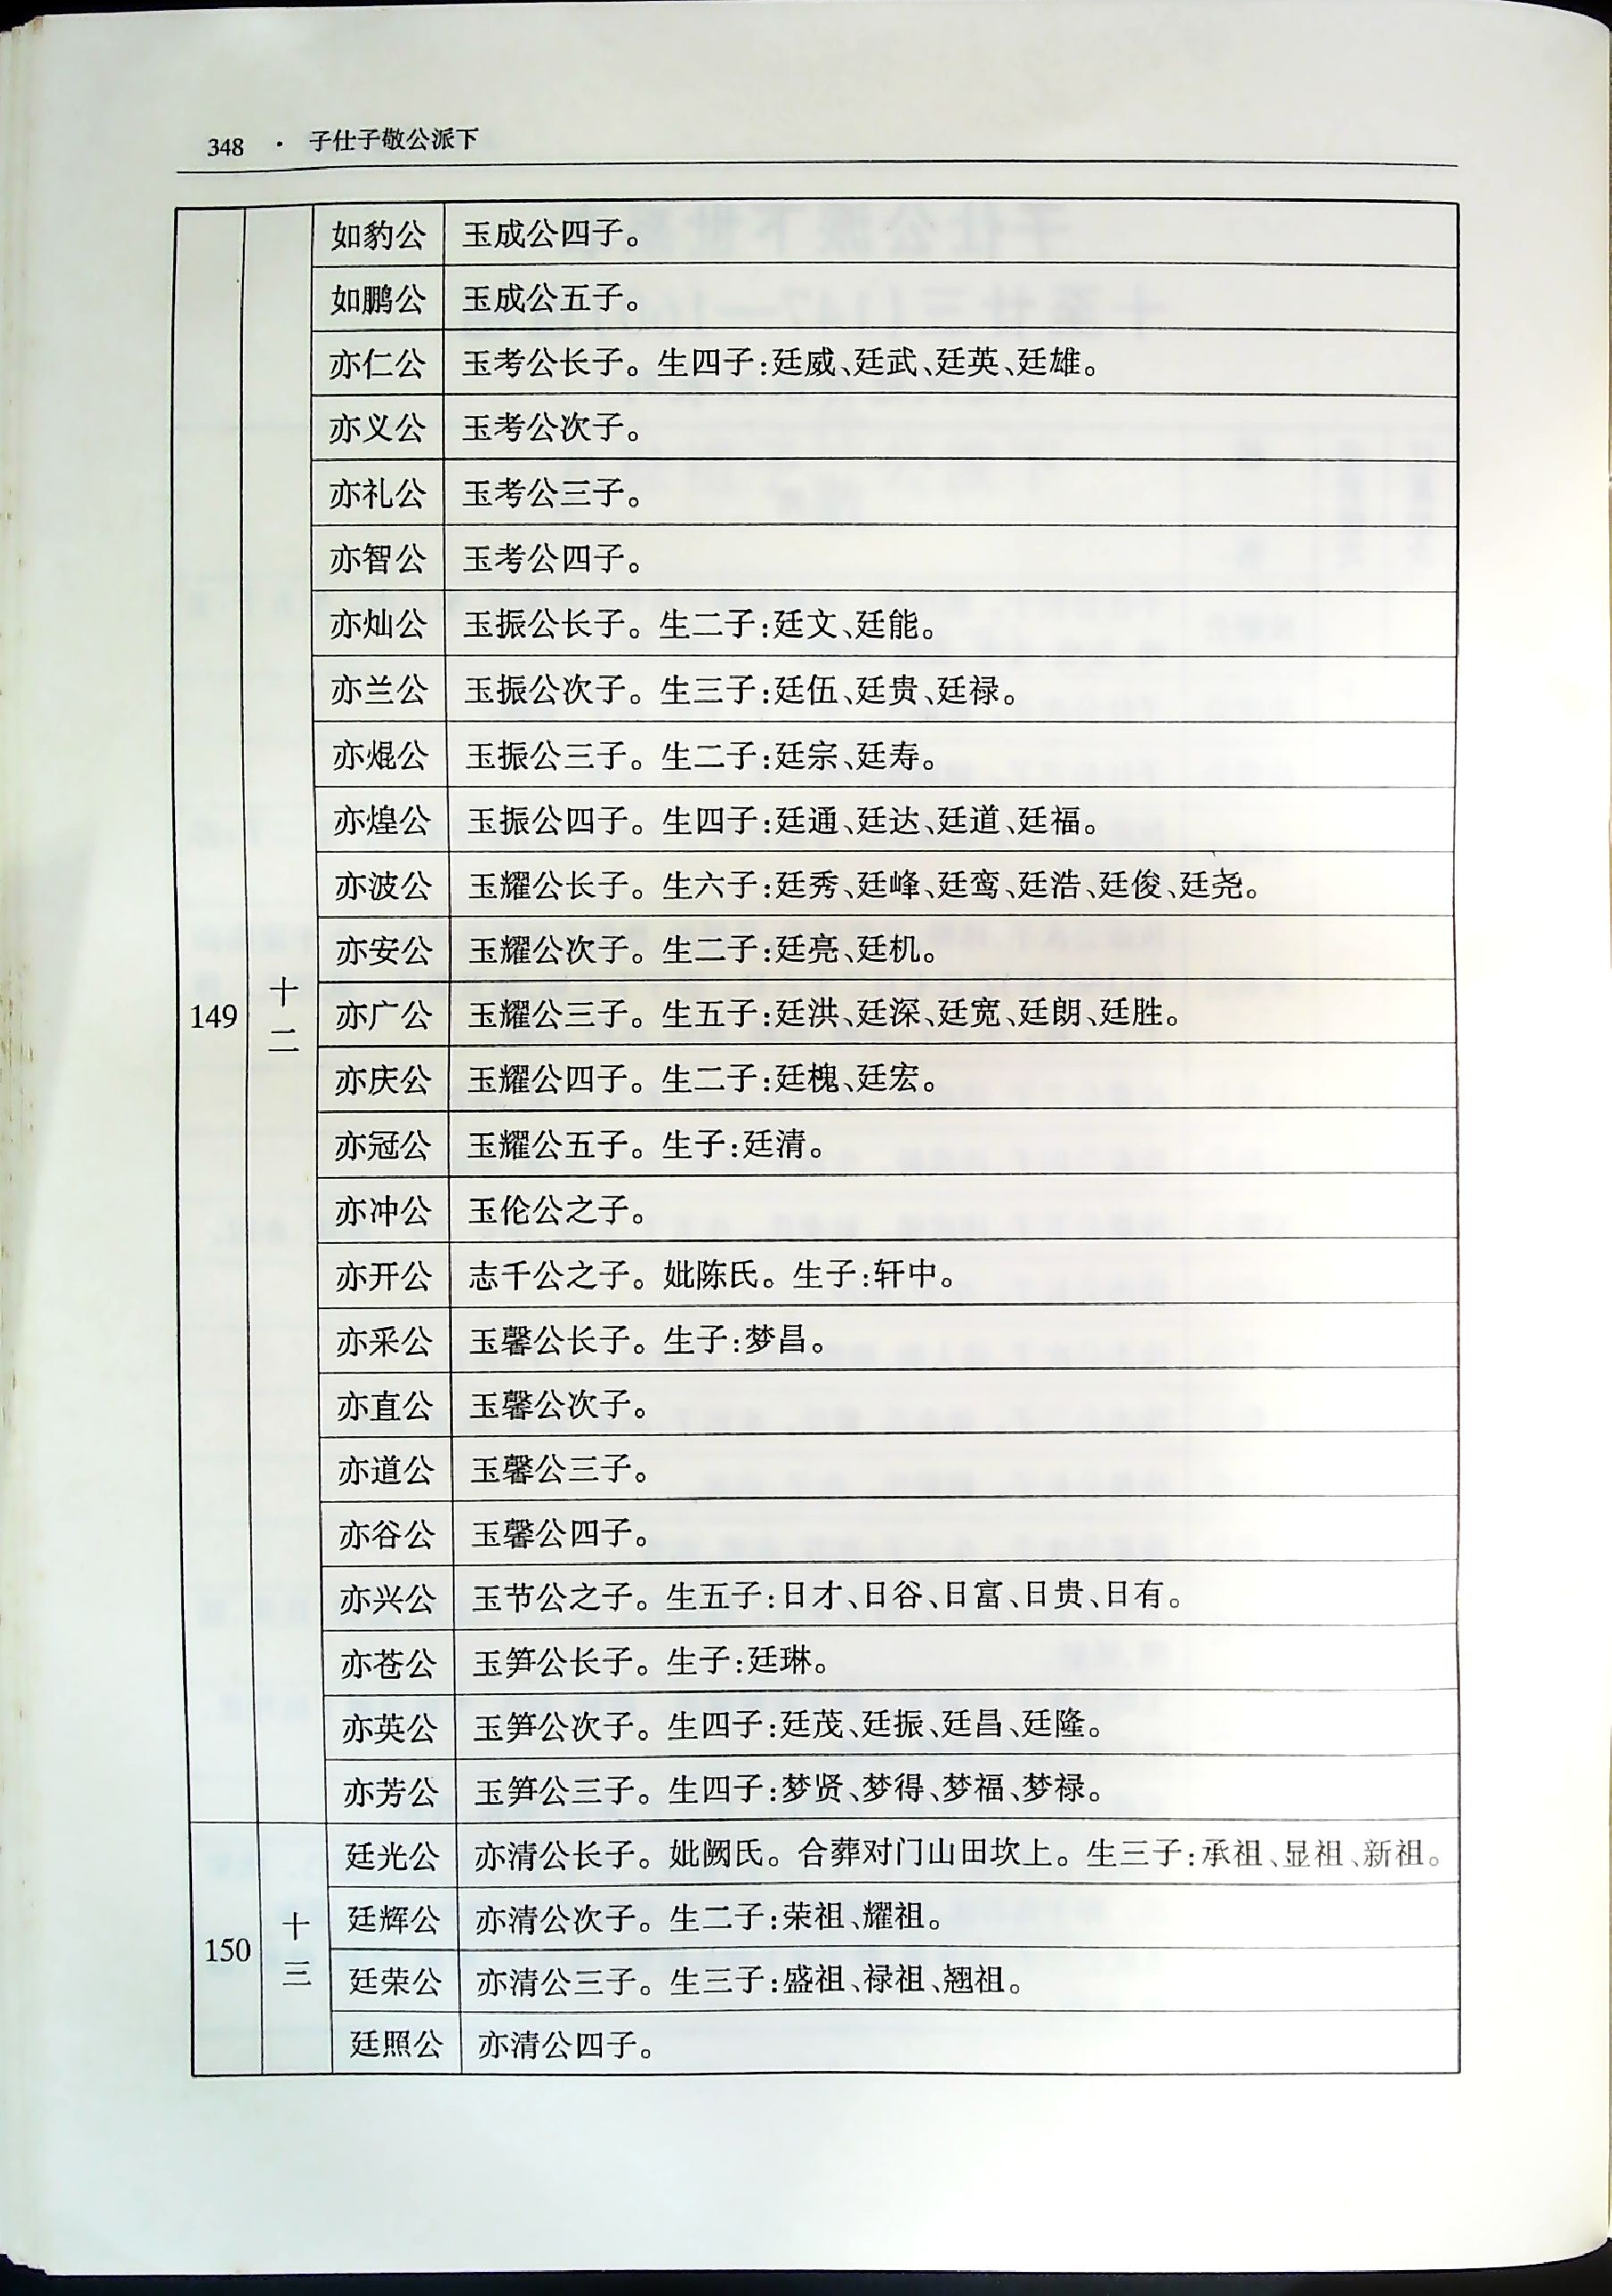 348 · 子仕子敬公派下
如豹公 玉成公四子。
如鹏公 玉成公五子。
亦仁公 玉考公长子。生四子:廷威、廷武、廷英、廷雄。
亦义公 玉考公次子。
亦礼公 玉考公三子。
亦智公 玉考公四子。
亦灿公 玉振公长子。生二子:廷文、廷能。
亦兰公 玉振公次子。生三子:廷伍、廷贵、廷禄。
亦焜公 玉振公三子。生二子:廷宗、廷寿。
亦煌公 玉振公四子。生四子:廷通、廷达、廷道、廷福。
亦波公 玉耀公长子。生六子:廷秀、廷峰、廷鸾、廷浩、廷俊、廷尧。
亦安公 玉耀公次子。生二子:廷亮、廷机。
149 十二 亦广公 玉耀公三子。生五子:廷洪、廷深、廷宽、廷朗、廷胜。
亦庆公 玉耀公四子。生二子:廷槐、廷宏。
亦冠公 玉耀公五子。生子:廷清。
亦冲公 玉伦公之子。
亦开公 志千公之子。妣陈氏。生子:轩中。
亦采公 玉馨公长子。生子:梦昌。
亦直公 玉馨公次子。
亦道公 玉馨公三子。
亦谷公 玉馨公四子。
亦兴公 玉节公之子。生五子:日才、日谷、日富、日贵、日有。
亦苍公 玉笋公长子。生子:廷琳。
亦英公 玉笋公次子。生四子:廷茂、廷振、廷昌、廷隆。
亦芳公 玉笋公三子。生四子:梦贤、梦得、梦福、梦禄。
廷光公 亦清公长子。妣阙氏。合葬对门山田坎上。生三子:承祖、显祖、新祖。
廷辉公 亦清公次子。生二子:荣祖、耀祖。
150 十三 廷荣公 亦清公三子。生三子:盛祖、禄祖、翘祖。
廷照公 亦清公四子。